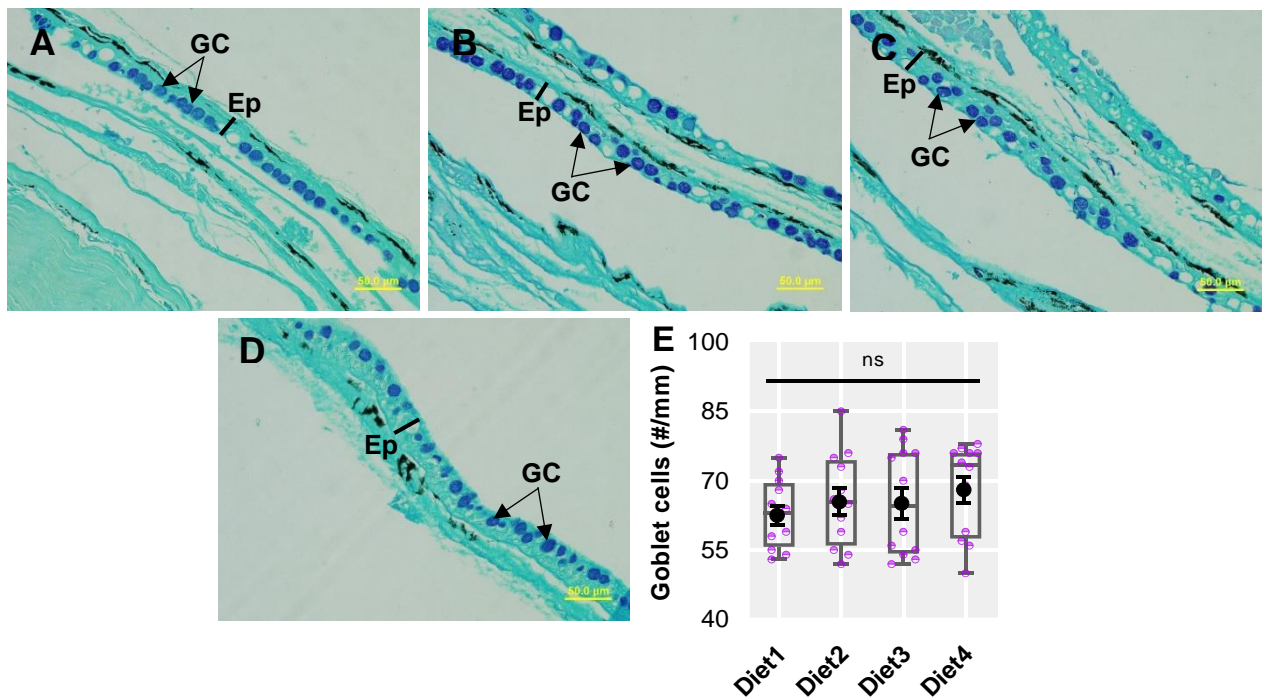 A
GC
Ep
50.0 µm
B
Ep
GC
50.0 µm
C
Ep
GC
50.0 µm
D
Ep
GC
50.0 µm
E
Goblet cells (#/mm)
100
85
70
55
40
ns
Diet1
Diet2
Diet3
Diet4